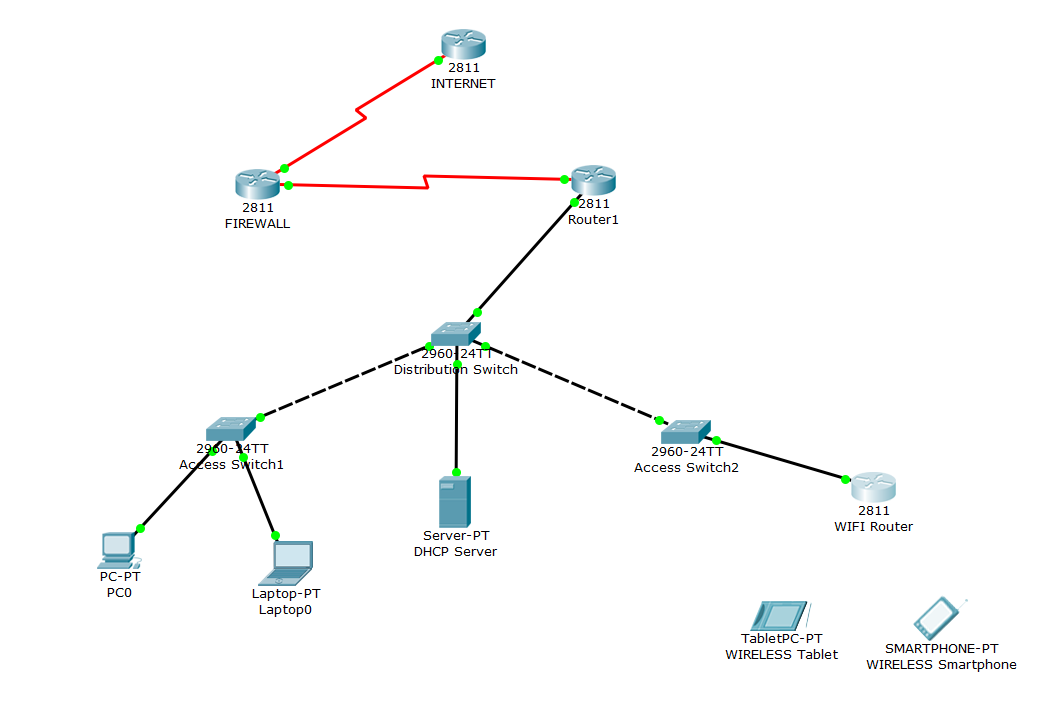 2811
INTERNET
2811
FIREWALL
2811
Router1
2960-24TT
Distribution Switch
2960-24TT
Access Switch1
2960-24TT
Access Switch2
2811
WIFI Router
Server-PT
DHCP Server
PC-PT
PC0
Laptop-PT
Laptop0
TabletPC-PT
WIRELESS Tablet
SMARTPHONE-PT
WIRELESS Smartphone